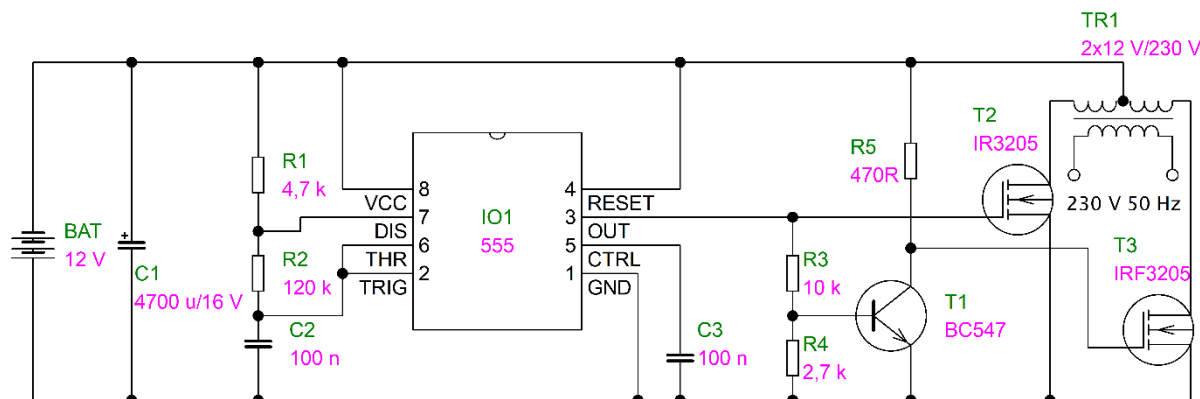 TR1
2x12 V/230 V
T2
IR3205
R5
470R
R1
4,7 k
8
4
VCC
RESET
7
IO1
3
230 V 50 Hz
DIS
555
OUT
BAT
12 V
6
5
T3
IRF3205
R2
120 k
THR
CTRL
R3
10 k
C1
4700 u/16 V
2
1
TRIG
GND
T1
BC547
C2
100 n
C3
100 n
R4
2,7 k